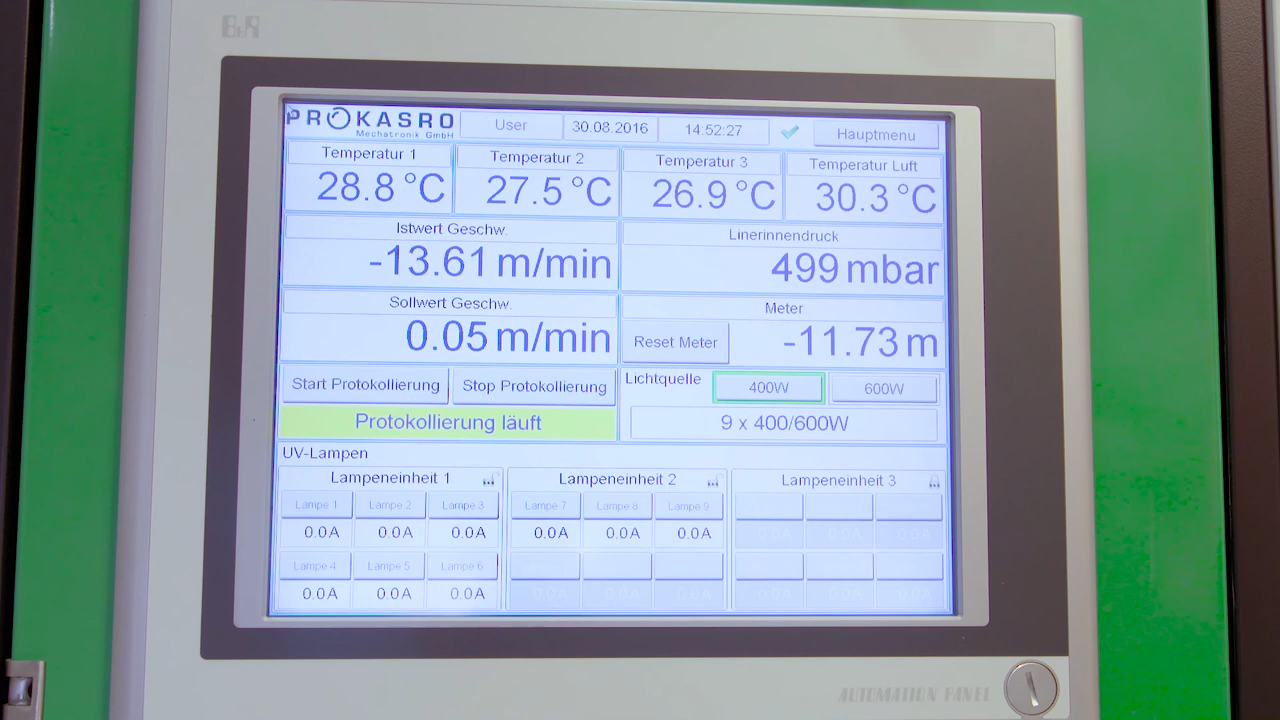 B&R
PROKASRO
Mechatronik GmbH
User
30.08.2016
14:52:27
Hauptmenu
Temperatur 1
Temperatur 2
Temperatur 3
Temperatur Luft
28.8 °C
27.5 °C
26.9 °C
30.3 °C
Istwert Geschw.
Linerinnendruck
-13.61 m/min
499 mbar
Sollwert Geschw.
Meter
0.05 m/min
Reset Meter
-11.73 m
Start Protokollierung
Stop Protokollierung
Lichtquelle
400W
600W
Protokollierung läuft
9 x 400/600W
UV-Lampen
Lampeneinheit 1
Lampeneinheit 2
Lampeneinheit 3
Lampe 1
Lampe 2
Lampe 3
Lampe 7
Lampe 8
Lampe 9
0.0A
0.0A
0.0A
0.0A
0.0A
0.0A
Lampe 4
Lampe 5
Lampe 6
0.0A
0.0A
0.0A
AUTOMATION PANEL